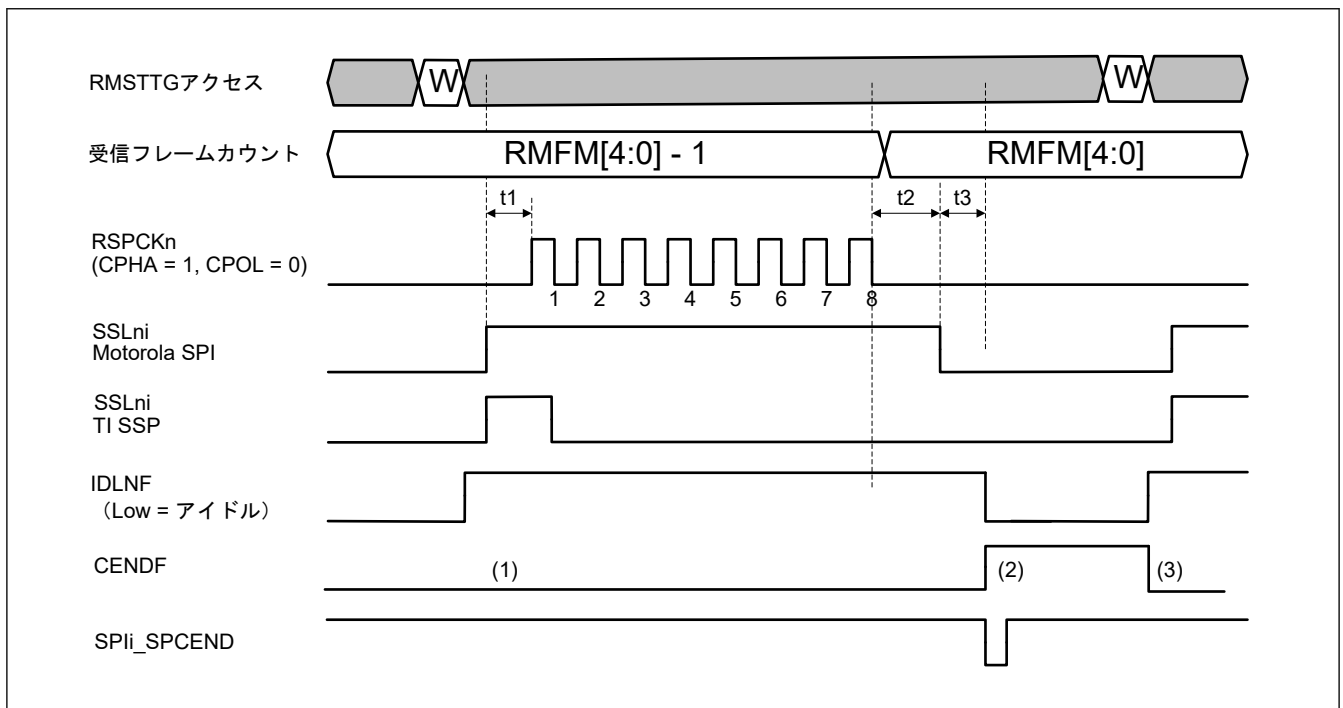 RMSTTGアクセス
W
W
受信フレームカウント
RMFM[4:0] - 1
RMFM[4:0]
t1
t2
t3
RSPCKn
(CPHA = 1, CPOL = 0)
1 2 3 4 5 6 7 8
SSLni
Motorola SPI
SSLni
TI SSP
IDLNF
（Low = アイドル）
CENDF
(1)
(2)
(3)
SPIi_SPCEND